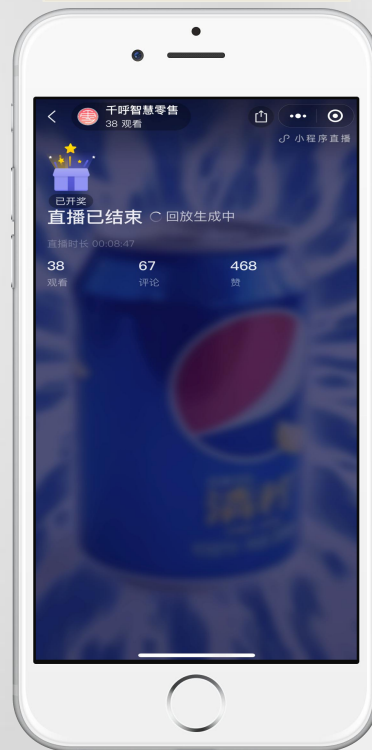 千呼智慧零售
38 观看
小程序直播
已开奖
直播已结束 回放生成中
直播时长 00:08:47
38 67 468
观看 评论 赞